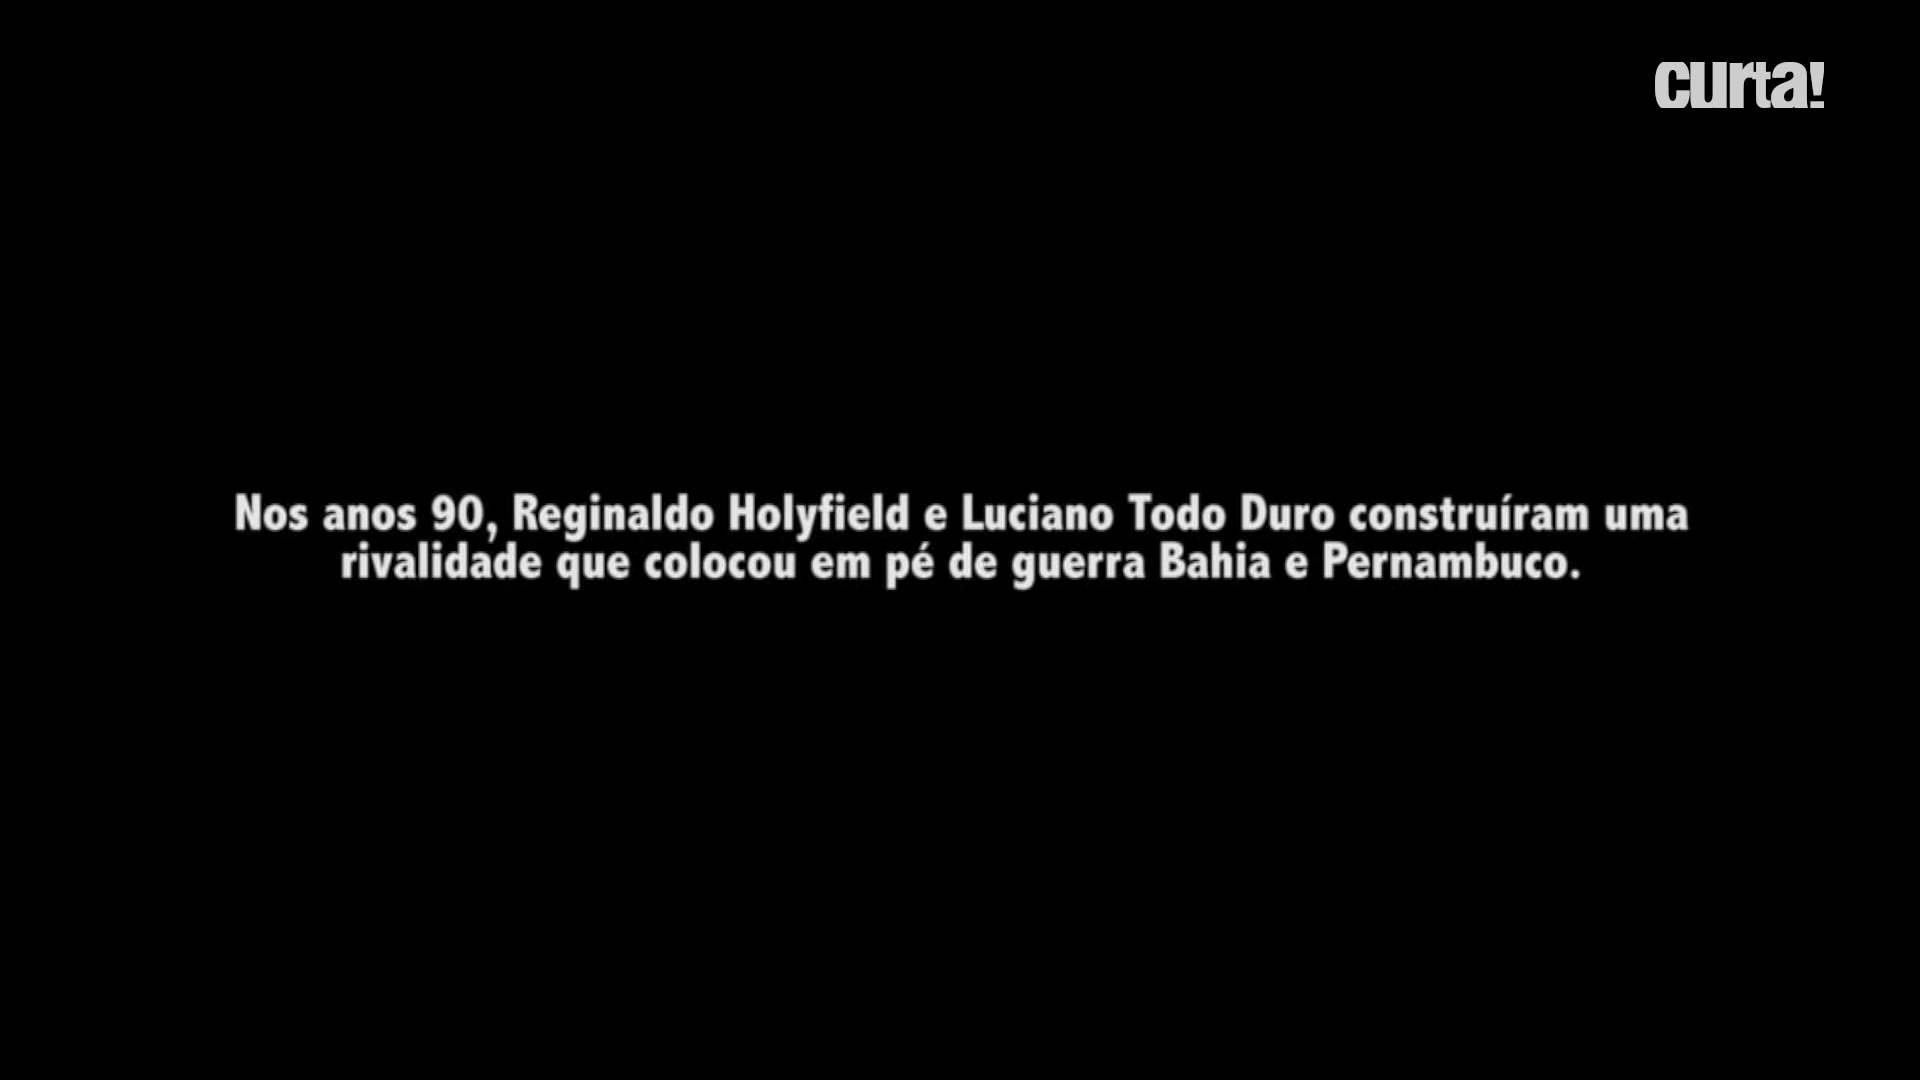 curta!
Nos anos 90, Reginaldo Holyfield e Luciano Todo Duro construíram uma
rivalidade que colocou em pé de guerra Bahia e Pernambuco.